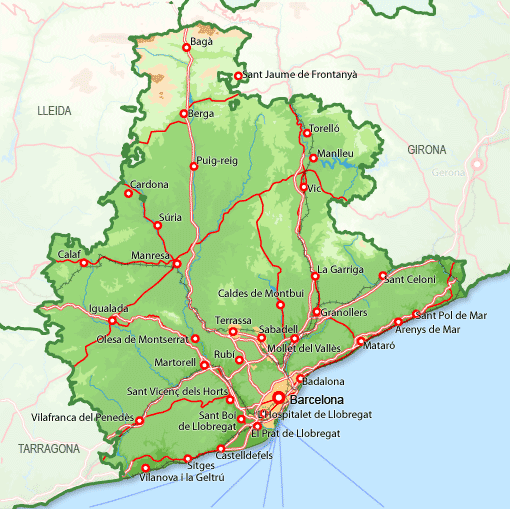 Bagà
Sant Jaume de Frontanyà
LLEIDA
Berga
Torelló
GIRONA
Manlleu
Puig-reig
Gerona
Cardona
Vic
Súria
Calaf
Manresa
La Garriga
Sant Celoni
Caldes de Montbui
Igualada
Granollers
Sant Pol de Mar
Terrassa
Arenys de Mar
Olesa de Montserrat
Sabadell
Mollet del Vallès
Mataró
Rubí
Martorell
Badalona
Sant Vicenç dels Horts
Barcelona
Vilafranca del Penedès
Sant Boi
de Llobregat
L'Hospitalet de Llobregat
El Prat de Llobregat
TARRAGONA
Castelldefels
Sitges
Vilanova i la Geltrú